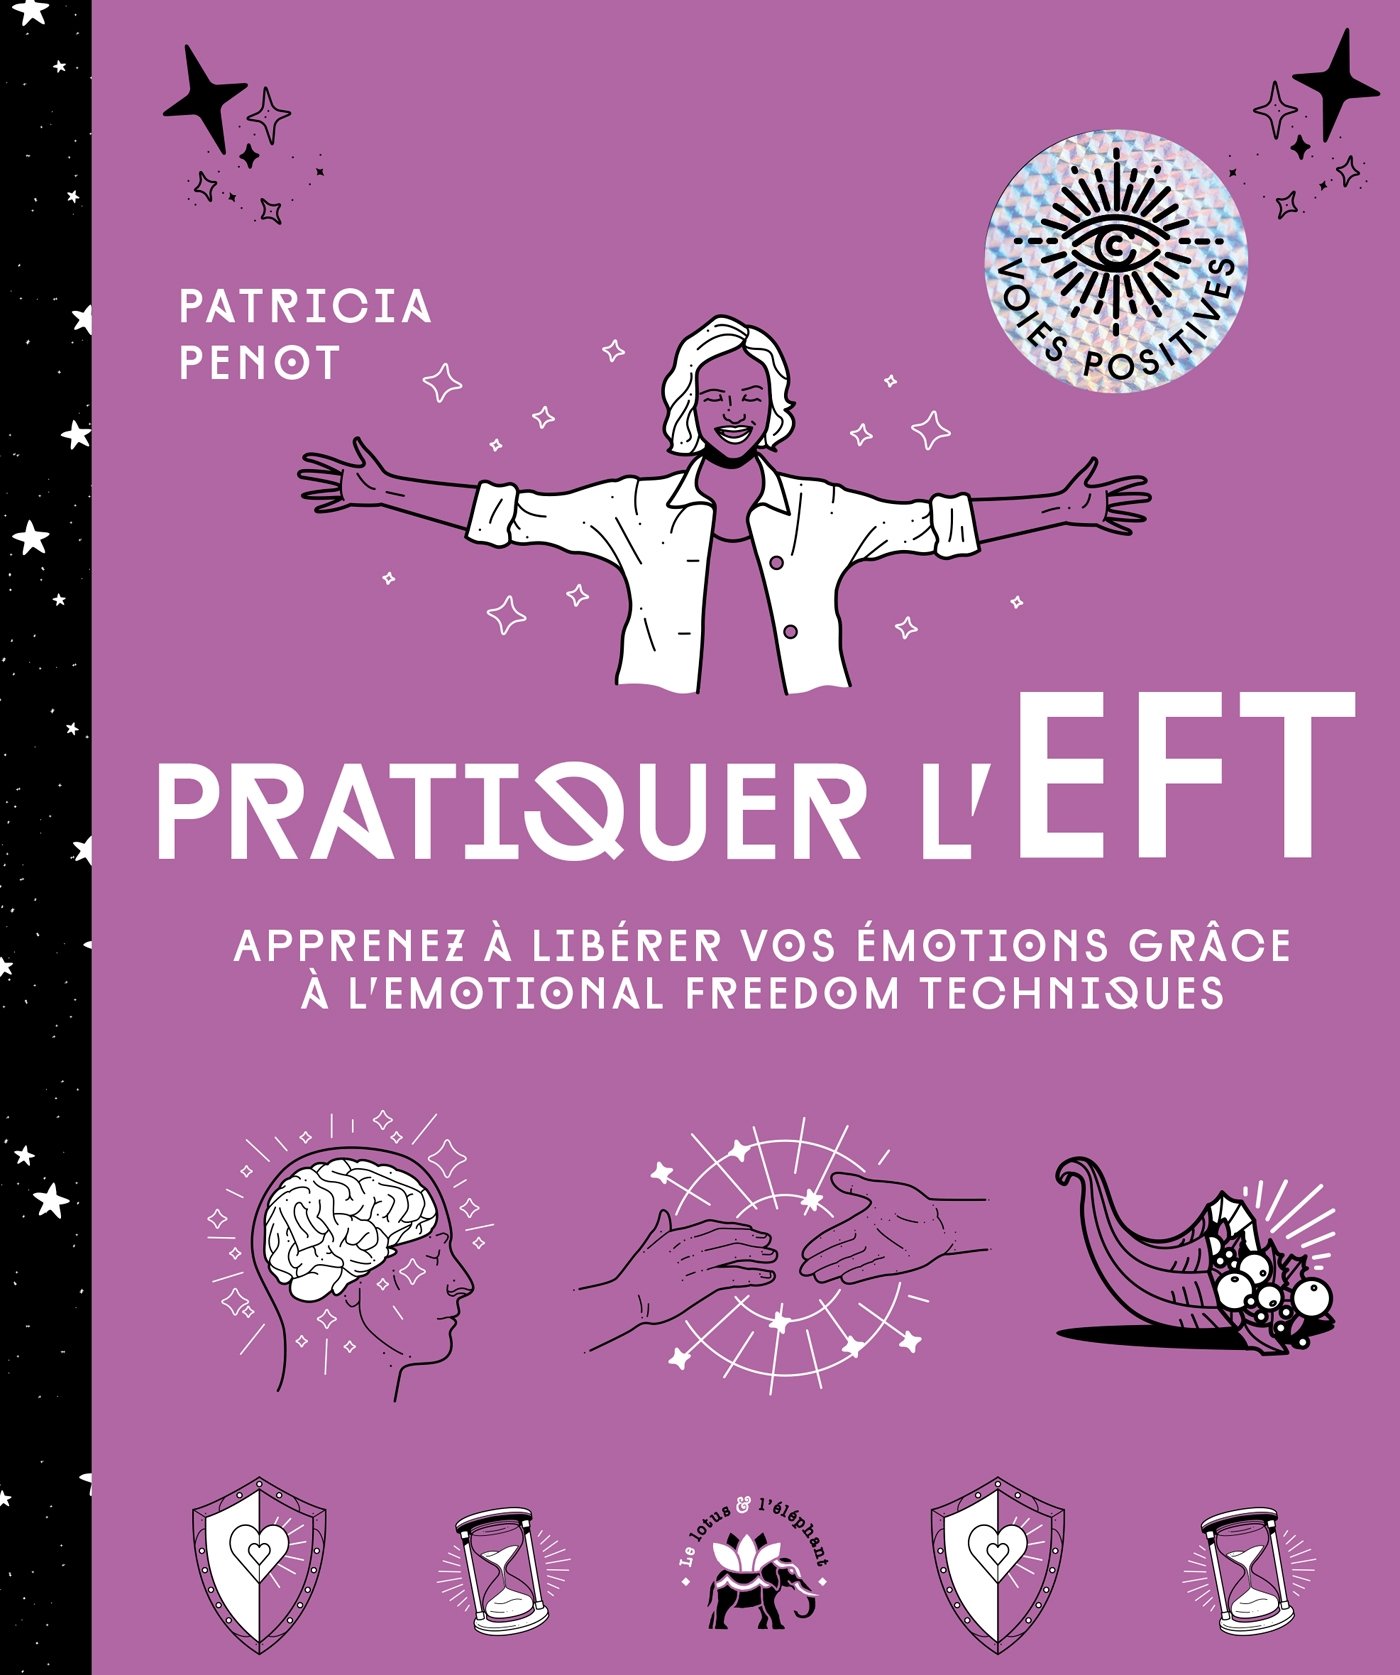 PATRICIA
PENOT
VOIES POSITIVES
PRATIQUER L'EFT
APPRENEZ À LIBÉRER VOS ÉMOTIONS GRÂCE
À L'EMOTIONAL FREEDOM TECHNIQUES
Le lotus & l'éléphant